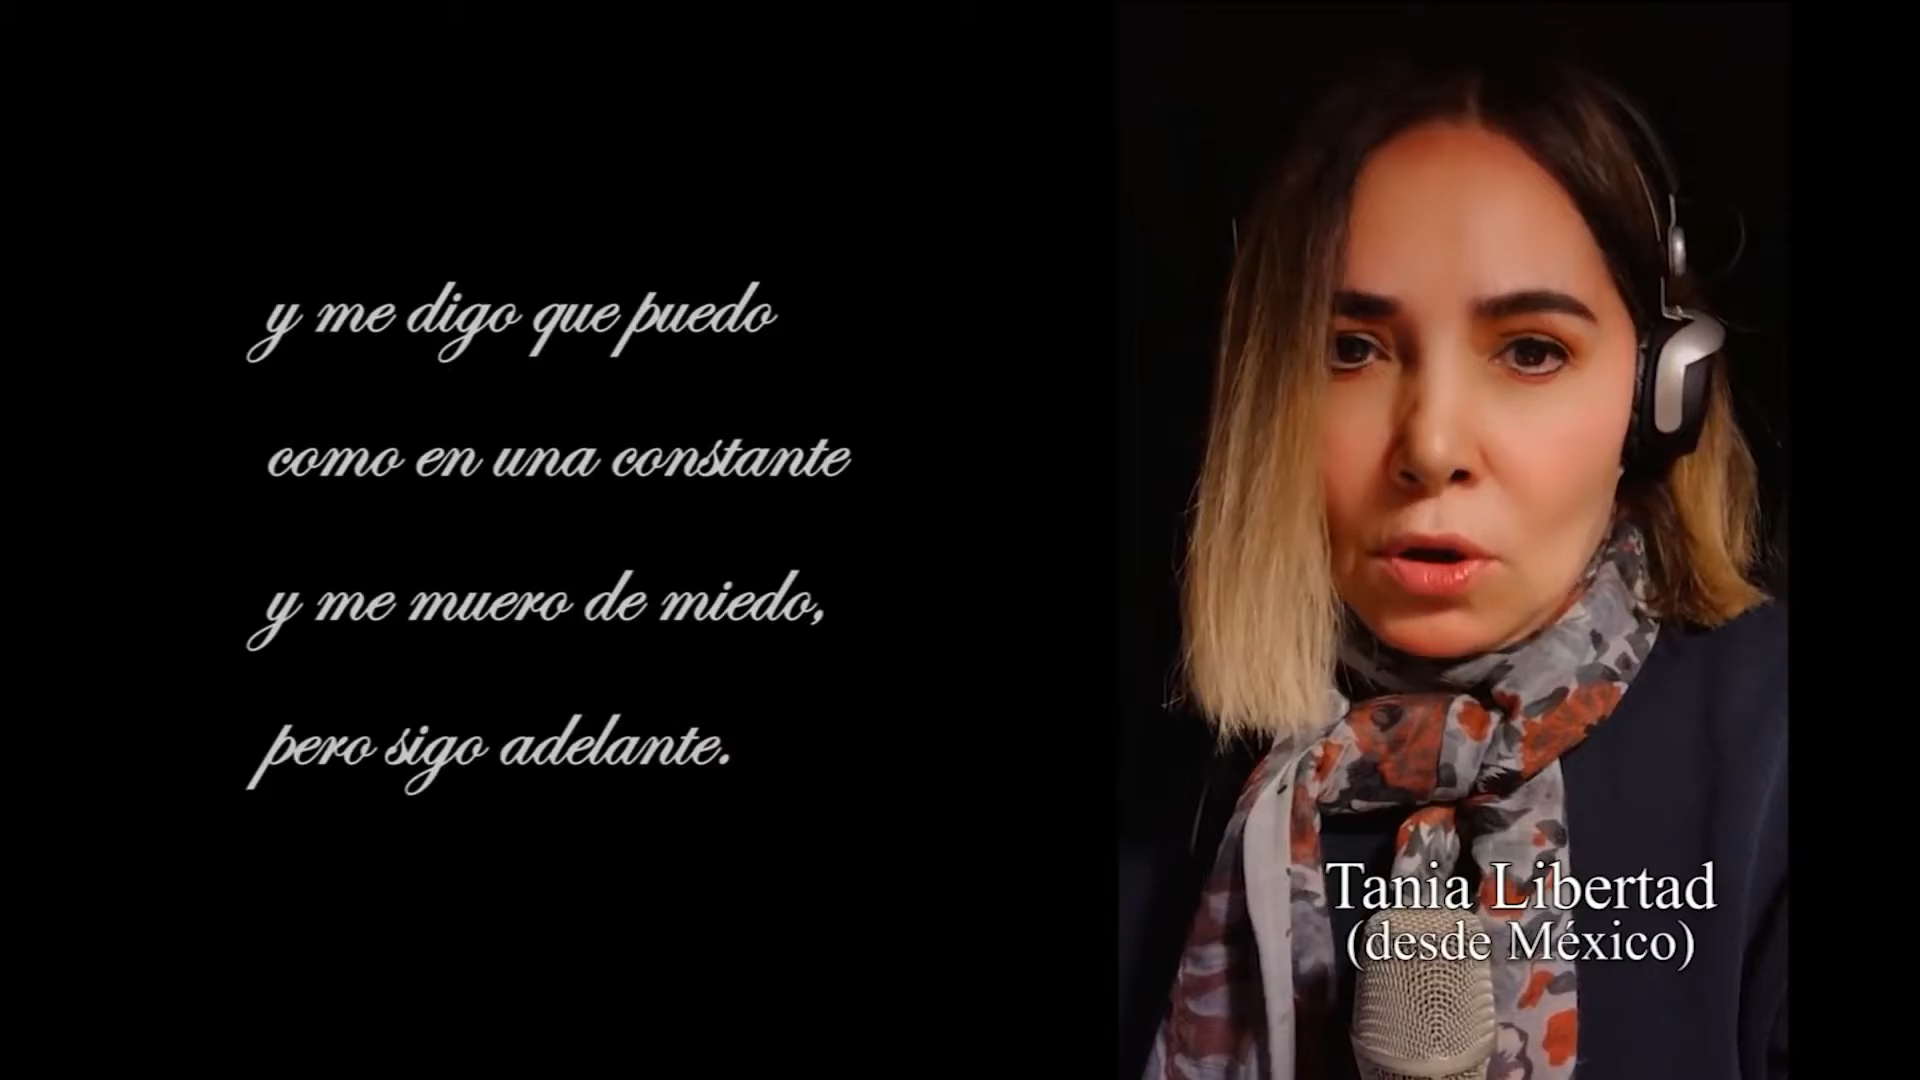 y me digo que puedo
como en una constante
y me muero de miedo,
pero sigo adelante.
Tania Libertad
(desde México)